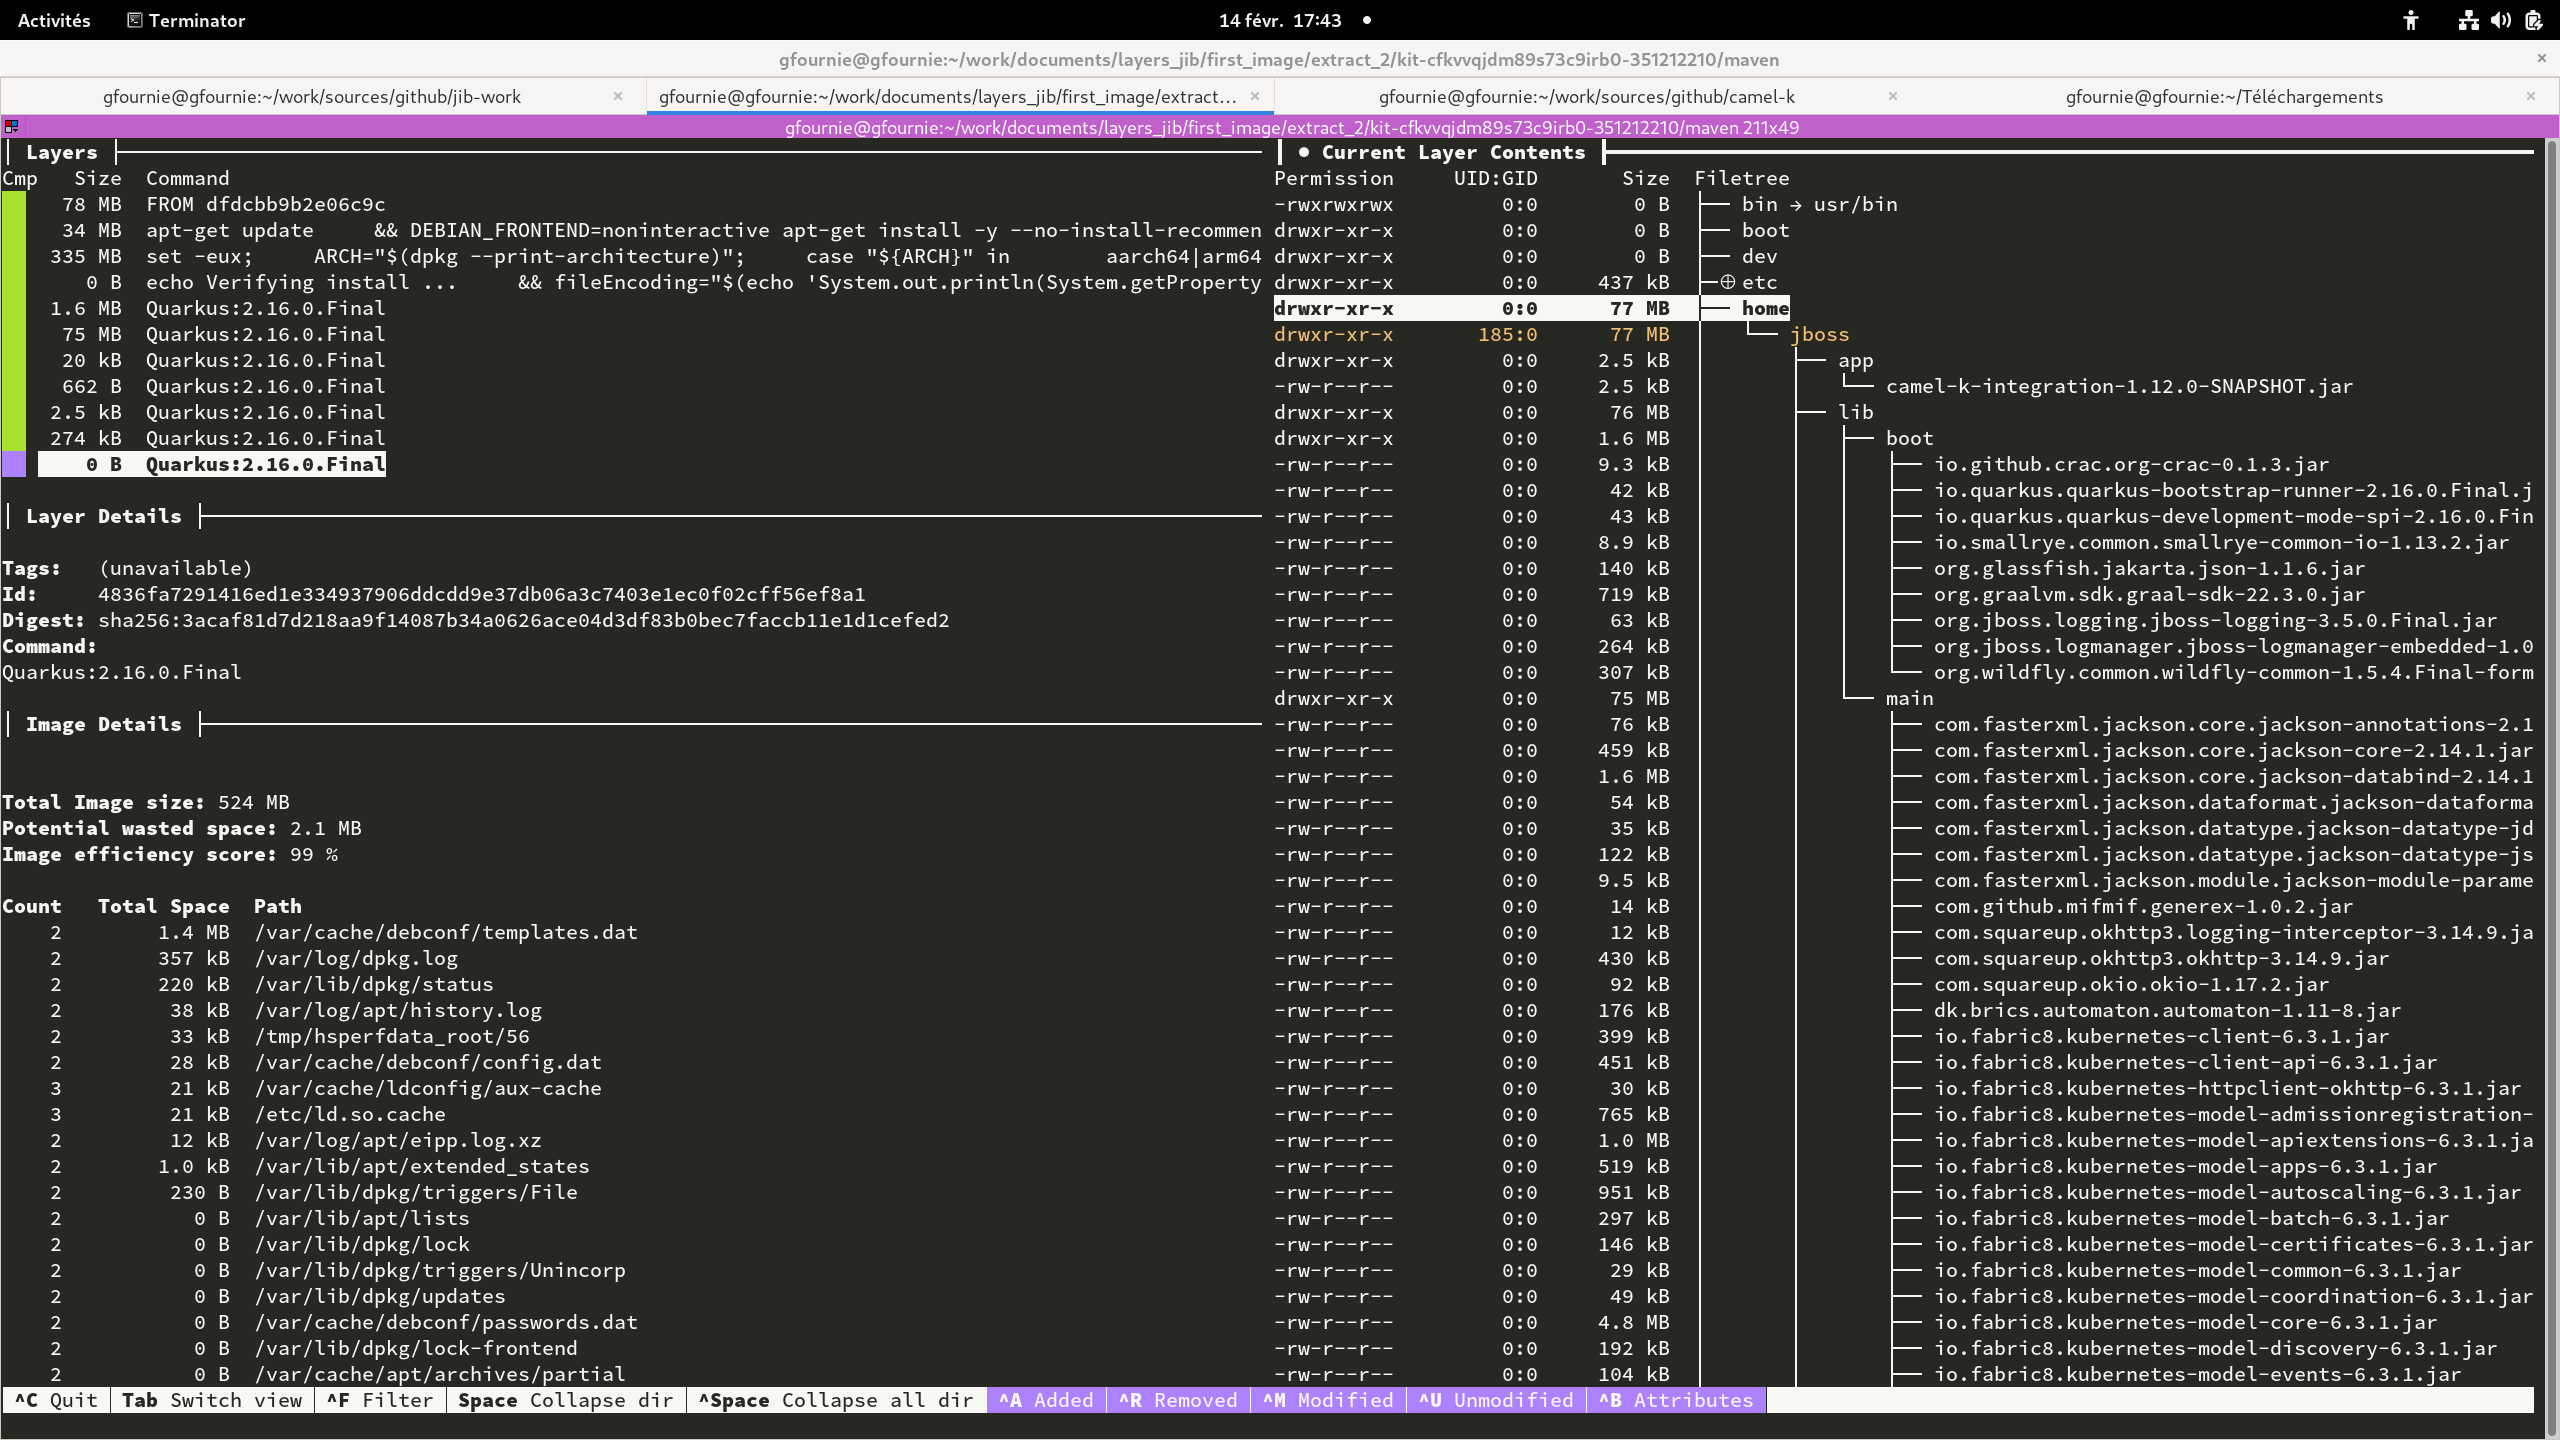 Activités Terminator 14 févr. 17:43
gfournie@gfournie:~/work/documents/layers_jib/first_image/extract_2/kit-cfkvvqjdm89s73c9irb0-351212210/maven ×
gfournie@gfournie:~/work/sources/github/jib-work × gfournie@gfournie:~/work/documents/layers_jib/first_image/extract… × gfournie@gfournie:~/work/sources/github/camel-k × gfournie@gfournie:~/Téléchargements ×
gfournie@gfournie:~/work/documents/layers_jib/first_image/extract_2/kit-cfkvvqjdm89s73c9irb0-351212210/maven 211x49
Layers
Cmp Size Command
78 MB FROM dfdcbb9b2e06c9c
34 MB apt-get update && DEBIAN_FRONTEND=noninteractive apt-get install -y --no-install-recommen
335 MB set -eux; ARCH="$(dpkg --print-architecture)"; case "${ARCH}" in aarch64|arm64
0 B echo Verifying install ... && fileEncoding="$(echo 'System.out.println(System.getProperty
1.6 MB Quarkus:2.16.0.Final
75 MB Quarkus:2.16.0.Final
20 kB Quarkus:2.16.0.Final
662 B Quarkus:2.16.0.Final
2.5 kB Quarkus:2.16.0.Final
274 kB Quarkus:2.16.0.Final
0 B Quarkus:2.16.0.Final
Layer Details
Tags: (unavailable)
Id: 4836fa7291416ed1e334937906ddcdd9e37db06a3c7403e1ec0f02cff56ef8a1
Digest: sha256:3acaf81d7d218aa9f14087b34a0626ace04d3df83b0bec7faccb11e1d1cefed2
Command:
Quarkus:2.16.0.Final
Image Details
Total Image size: 524 MB
Potential wasted space: 2.1 MB
Image efficiency score: 99 %
Count Total Space Path
2 1.4 MB /var/cache/debconf/templates.dat
2 357 kB /var/log/dpkg.log
2 220 kB /var/lib/dpkg/status
2 38 kB /var/log/apt/history.log
2 33 kB /tmp/hsperfdata_root/56
2 28 kB /var/cache/debconf/config.dat
3 21 kB /var/cache/ldconfig/aux-cache
3 21 kB /etc/ld.so.cache
2 12 kB /var/log/apt/eipp.log.xz
2 1.0 kB /var/lib/apt/extended_states
2 230 B /var/lib/dpkg/triggers/File
2 0 B /var/lib/apt/lists
2 0 B /var/lib/dpkg/lock
2 0 B /var/lib/dpkg/triggers/Unincorp
2 0 B /var/lib/dpkg/updates
2 0 B /var/cache/debconf/passwords.dat
2 0 B /var/lib/dpkg/lock-frontend
2 0 B /var/cache/apt/archives/partial
● Current Layer Contents
Permission UID:GID Size Filetree
-rwxrwxrwx 0:0 0 B bin → usr/bin
drwxr-xr-x 0:0 0 B boot
drwxr-xr-x 0:0 0 B dev
drwxr-xr-x 0:0 437 kB ⊕ etc
drwxr-xr-x 0:0 77 MB home
drwxr-xr-x 185:0 77 MB jboss
drwxr-xr-x 0:0 2.5 kB app
-rw-r--r-- 0:0 2.5 kB camel-k-integration-1.12.0-SNAPSHOT.jar
drwxr-xr-x 0:0 76 MB lib
drwxr-xr-x 0:0 1.6 MB boot
-rw-r--r-- 0:0 9.3 kB io.github.crac.org-crac-0.1.3.jar
-rw-r--r-- 0:0 42 kB io.quarkus.quarkus-bootstrap-runner-2.16.0.Final.j
-rw-r--r-- 0:0 43 kB io.quarkus.quarkus-development-mode-spi-2.16.0.Fin
-rw-r--r-- 0:0 8.9 kB io.smallrye.common.smallrye-common-io-1.13.2.jar
-rw-r--r-- 0:0 140 kB org.glassfish.jakarta.json-1.1.6.jar
-rw-r--r-- 0:0 719 kB org.graalvm.sdk.graal-sdk-22.3.0.jar
-rw-r--r-- 0:0 63 kB org.jboss.logging.jboss-logging-3.5.0.Final.jar
-rw-r--r-- 0:0 264 kB org.jboss.logmanager.jboss-logmanager-embedded-1.0
-rw-r--r-- 0:0 307 kB org.wildfly.common.wildfly-common-1.5.4.Final-form
drwxr-xr-x 0:0 75 MB main
-rw-r--r-- 0:0 76 kB com.fasterxml.jackson.core.jackson-annotations-2.1
-rw-r--r-- 0:0 459 kB com.fasterxml.jackson.core.jackson-core-2.14.1.jar
-rw-r--r-- 0:0 1.6 MB com.fasterxml.jackson.core.jackson-databind-2.14.1
-rw-r--r-- 0:0 54 kB com.fasterxml.jackson.dataformat.jackson-dataforma
-rw-r--r-- 0:0 35 kB com.fasterxml.jackson.datatype.jackson-datatype-jd
-rw-r--r-- 0:0 122 kB com.fasterxml.jackson.datatype.jackson-datatype-js
-rw-r--r-- 0:0 9.5 kB com.fasterxml.jackson.module.jackson-module-parame
-rw-r--r-- 0:0 14 kB com.github.mifmif.generex-1.0.2.jar
-rw-r--r-- 0:0 12 kB com.squareup.okhttp3.logging-interceptor-3.14.9.ja
-rw-r--r-- 0:0 430 kB com.squareup.okhttp3.okhttp-3.14.9.jar
-rw-r--r-- 0:0 92 kB com.squareup.okio.okio-1.17.2.jar
-rw-r--r-- 0:0 176 kB dk.brics.automaton.automaton-1.11-8.jar
-rw-r--r-- 0:0 399 kB io.fabric8.kubernetes-client-6.3.1.jar
-rw-r--r-- 0:0 451 kB io.fabric8.kubernetes-client-api-6.3.1.jar
-rw-r--r-- 0:0 30 kB io.fabric8.kubernetes-httpclient-okhttp-6.3.1.jar
-rw-r--r-- 0:0 765 kB io.fabric8.kubernetes-model-admissionregistration-
-rw-r--r-- 0:0 1.0 MB io.fabric8.kubernetes-model-apiextensions-6.3.1.ja
-rw-r--r-- 0:0 519 kB io.fabric8.kubernetes-model-apps-6.3.1.jar
-rw-r--r-- 0:0 951 kB io.fabric8.kubernetes-model-autoscaling-6.3.1.jar
-rw-r--r-- 0:0 297 kB io.fabric8.kubernetes-model-batch-6.3.1.jar
-rw-r--r-- 0:0 146 kB io.fabric8.kubernetes-model-certificates-6.3.1.jar
-rw-r--r-- 0:0 29 kB io.fabric8.kubernetes-model-common-6.3.1.jar
-rw-r--r-- 0:0 49 kB io.fabric8.kubernetes-model-coordination-6.3.1.jar
-rw-r--r-- 0:0 4.8 MB io.fabric8.kubernetes-model-core-6.3.1.jar
-rw-r--r-- 0:0 192 kB io.fabric8.kubernetes-model-discovery-6.3.1.jar
-rw-r--r-- 0:0 104 kB io.fabric8.kubernetes-model-events-6.3.1.jar
^C Quit Tab Switch view ^F Filter Space Collapse dir ^Space Collapse all dir ^A Added ^R Removed ^M Modified ^U Unmodified ^B Attributes